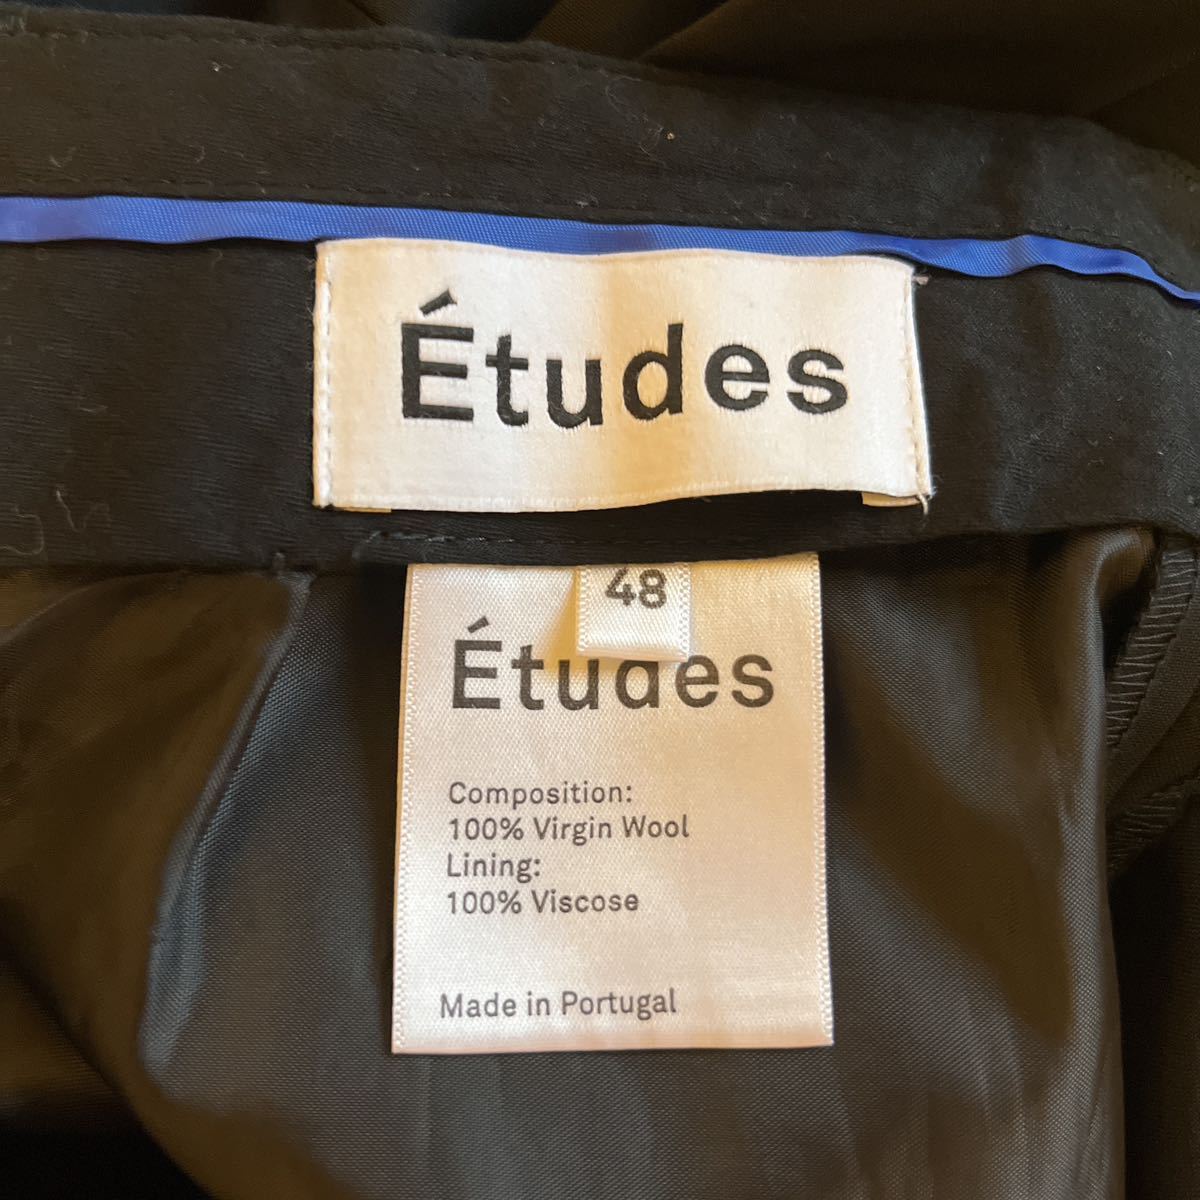 Études
48
Études
Composition:
100% Virgin Wool
Lining:
100% Viscose
Made in Portugal